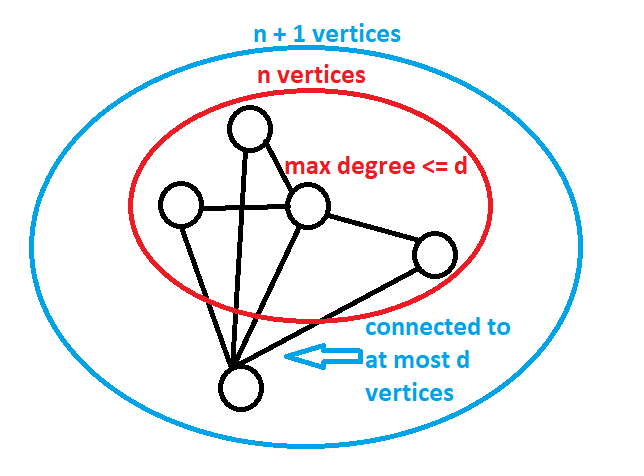 n + 1 vertices
n vertices
max degree <= d
connected to
at most d
vertices